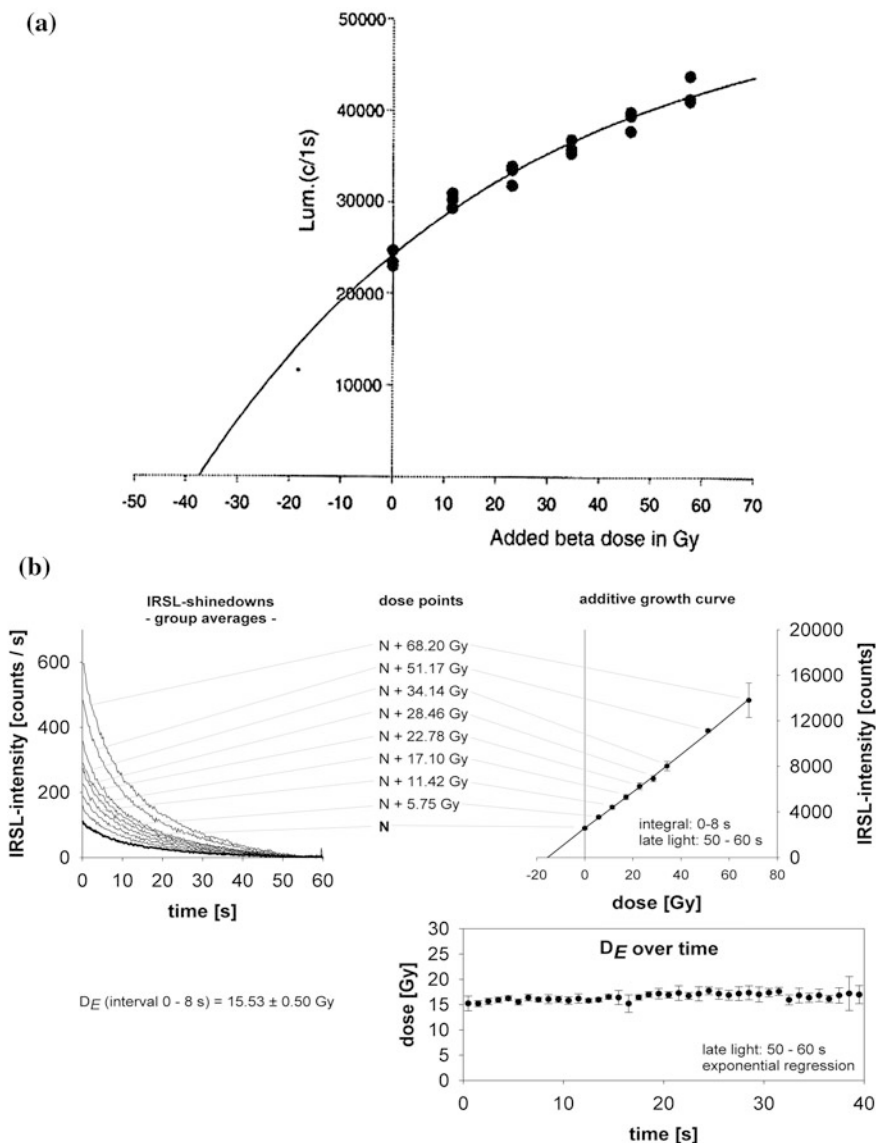 (a)
50000
40000
30000
20000
10000
Lum.(c/1s)
-50 -40 -30 -20 -10 0 10 20 30 40 50 60 70
Added beta dose in Gy
(b)
IRSL-shinedowns
- group averages -
dose points
additive growth curve
IRSL-intensity [counts / s]
600
400
200
0
0 10 20 30 40 50 60
time [s]
N + 68.20 Gy
N + 51.17 Gy
N + 34.14 Gy
N + 28.46 Gy
N + 22.78 Gy
N + 17.10 Gy
N + 11.42 Gy
N + 5.75 Gy
N
20000
16000
12000
8000
4000
0
IRSL-intensity [counts / s]
integral: 0-8 s
late light: 50 - 60 s
-20 0 20 40 60 80
dose [Gy]
DE (interval 0 - 8 s) = 15.53 ± 0.50 Gy
DE over time
dose [Gy]
30
25
20
15
10
5
0
late light: 50 - 60 s
exponential regression
0 10 20 30 40
time [s]